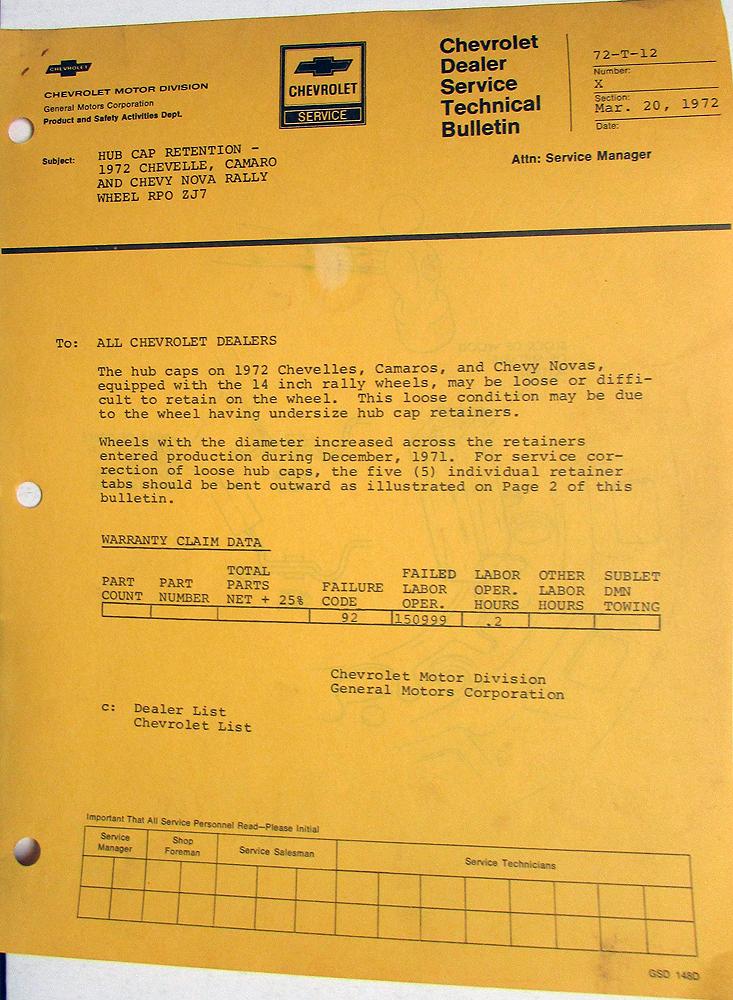 CHEVROLET
CHEVROLET MOTOR DIVISION
General Motors Corporation
Product and Safety Activities Dept.
CHEVROLET
SERVICE
Chevrolet
Dealer
Service
Technical
Bulletin
72-T-12
Number:
X
Section:
Mar. 20, 1972
Date:
Attn: Service Manager
Subject: HUB CAP RETENTION -
1972 CHEVELLE, CAMARO
AND CHEVY NOVA RALLY
WHEEL RPO ZJ7
To: ALL CHEVROLET DEALERS
The hub caps on 1972 Chevelles, Camaros, and Chevy Novas,
equipped with the 14 inch rally wheels, may be loose or diffi-
cult to retain on the wheel. This loose condition may be due
to the wheel having undersize hub cap retainers.
Wheels with the diameter increased across the retainers
entered production during December, 1971. For service cor-
rection of loose hub caps, the five (5) individual retainer
tabs should be bent outward as illustrated on Page 2 of this
bulletin.
WARRANTY CLAIM DATA
TOTAL FAILED LABOR OTHER SUBLET
PART PART PARTS FAILURE LABOR OPER. LABOR DMN
COUNT NUMBER NET + 25% CODE OPER. HOURS HOURS TOWING
92 150999 .2
Chevrolet Motor Division
General Motors Corporation
c: Dealer List
Chevrolet List
Important That All Service Personnel Read—Please Initial
Service Manager Shop Foreman Service Salesman Service Technicians
GSD 148D